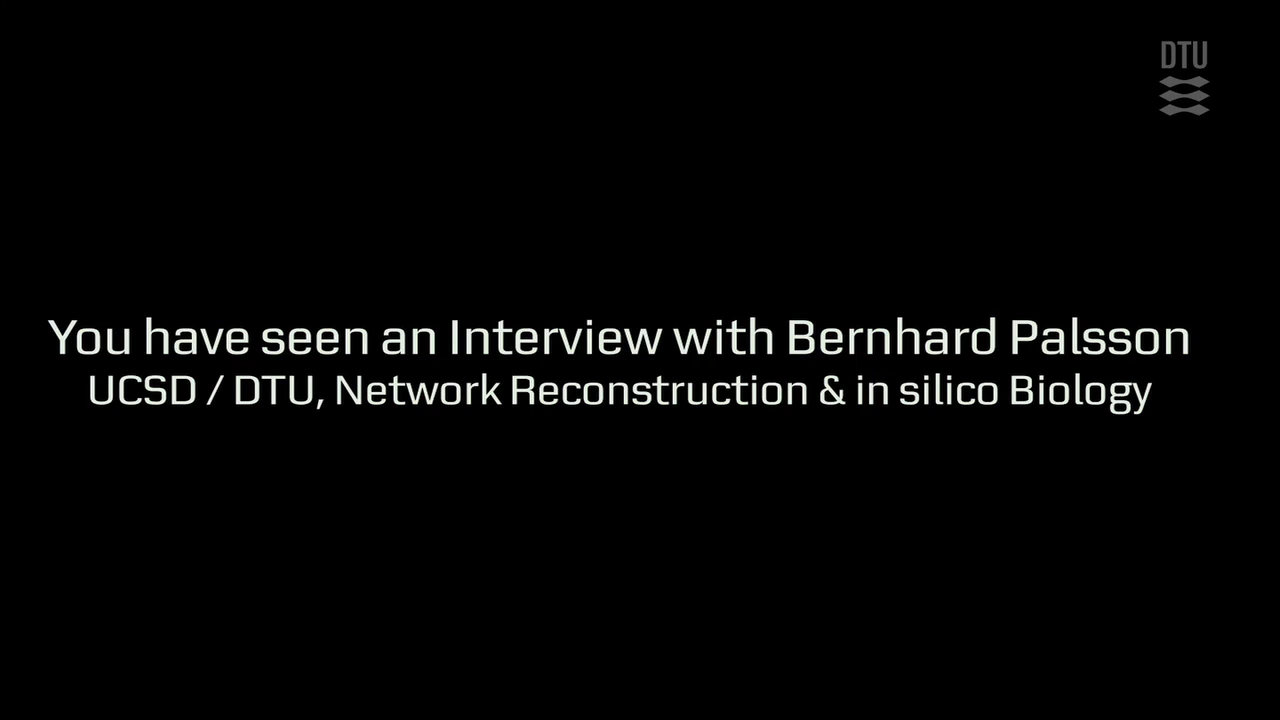 DTU
You have seen an Interview with Bernhard Palsson
UCSD / DTU, Network Reconstruction & in silico Biology